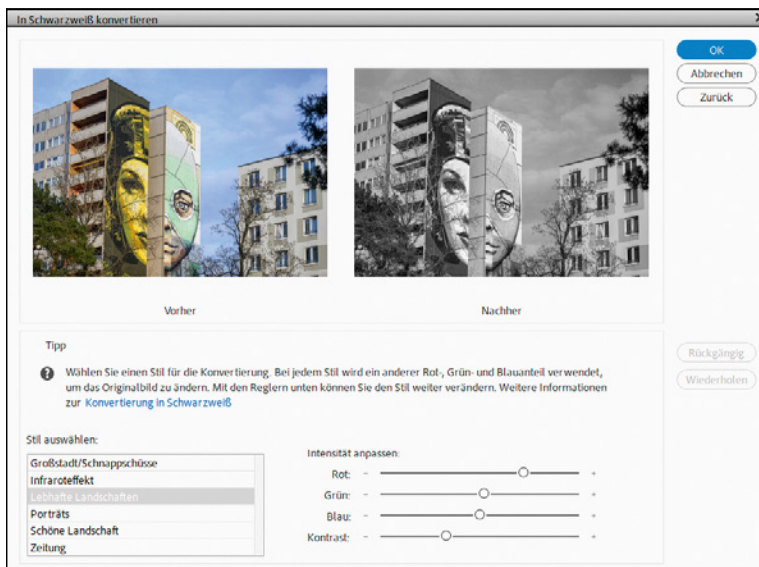 In Schwarzweiß konvertieren
OK
Abbrechen
Zurück
Vorher
Nachher
Tipp
Wählen Sie einen Stil für die Konvertierung. Bei jedem Stil wird ein anderer Rot-, Grün- und Blauanteil verwendet,
um das Originalbild zu ändern. Mit den Reglern unten können Sie den Stil weiter verändern. Weitere Informationen
zur Konvertierung in Schwarzweiß
Rückgängig
Wiederholen
Stil auswählen:
Großstadt/Schnappschüsse
Infraroteffekt
Lebhafte Landschaften
Porträts
Schöne Landschaft
Zeitung
Intensität anpassen:
Rot: - +
Grün: - +
Blau: - +
Kontrast: - +